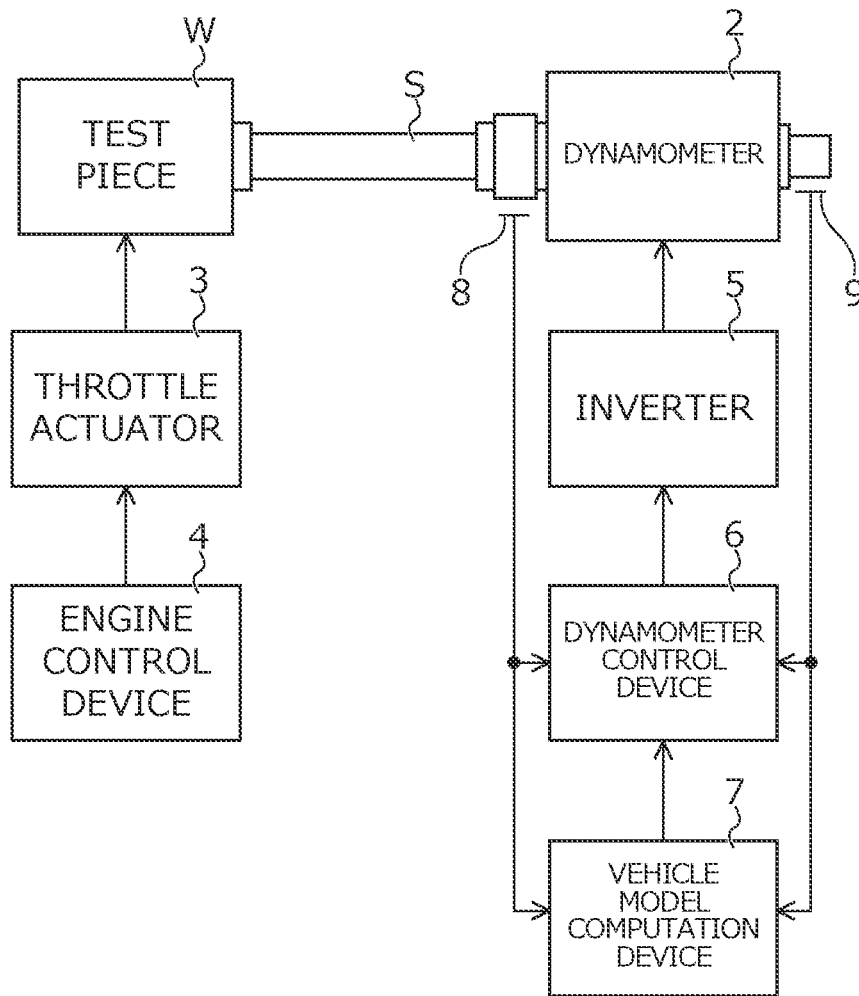 W
TEST
PIECE
S
2
DYNAMOMETER
8
9
3
THROTTLE
ACTUATOR
5
INVERTER
4
ENGINE
CONTROL
DEVICE
6
DYNAMOMETER
CONTROL
DEVICE
7
VEHICLE
MODEL
COMPUTATION
DEVICE